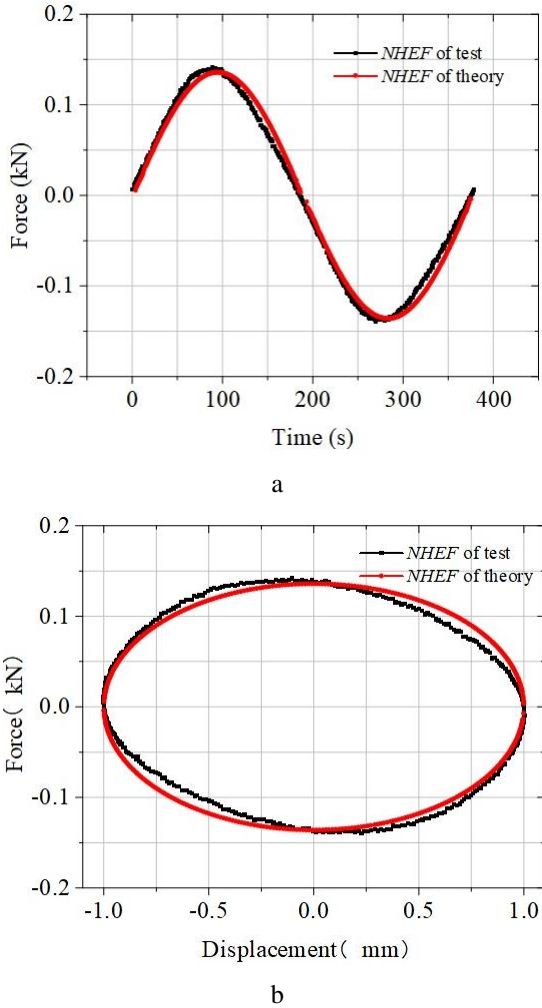 0.2
NHEF of test
NHEF of theory
0.1
0.0
-0.1
-0.2
Force (kN)
0 100 200 300 400
Time (s)
a
0.2
NHEF of test
NHEF of theory
0.1
0.0
-0.1
-0.2
Force( kN)
-1.0 -0.5 0.0 0.5 1.0
Displacement( mm)
b